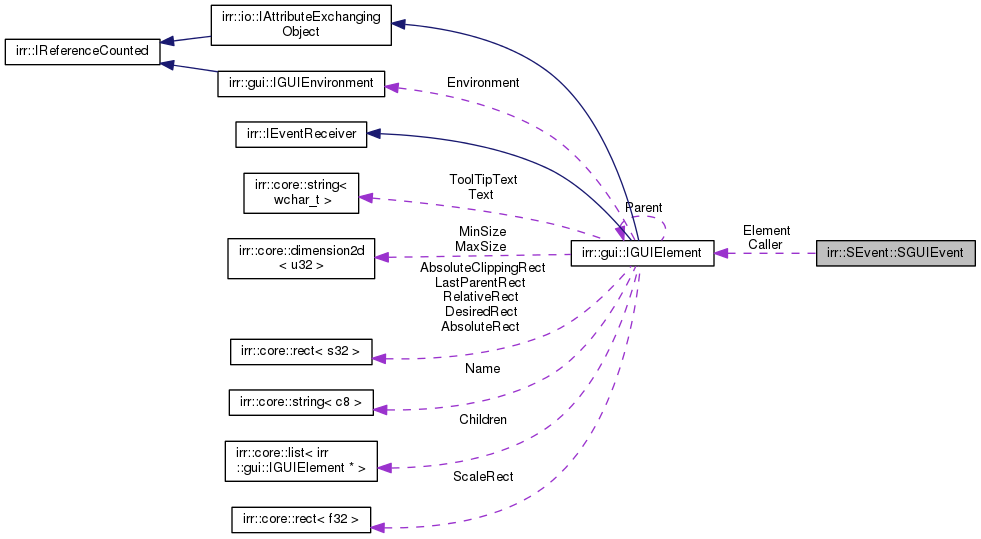 irr::io::IAttributeExchanging
Object
irr::IReferenceCounted
irr::gui::IGUIEnvironment
Environment
irr::IEventReceiver
irr::core::string<
wchar_t >
ToolTipText
Text
Parent
irr::core::dimension2d
< u32 >
MinSize
MaxSize
irr::gui::IGUIElement
Element
Caller
irr::SEvent::SGUIEvent
AbsoluteClippingRect
LastParentRect
RelativeRect
DesiredRect
AbsoluteRect
irr::core::rect< s32 >
Name
irr::core::string< c8 >
Children
irr::core::list< irr
::gui::IGUIElement * >
ScaleRect
irr::core::rect< f32 >